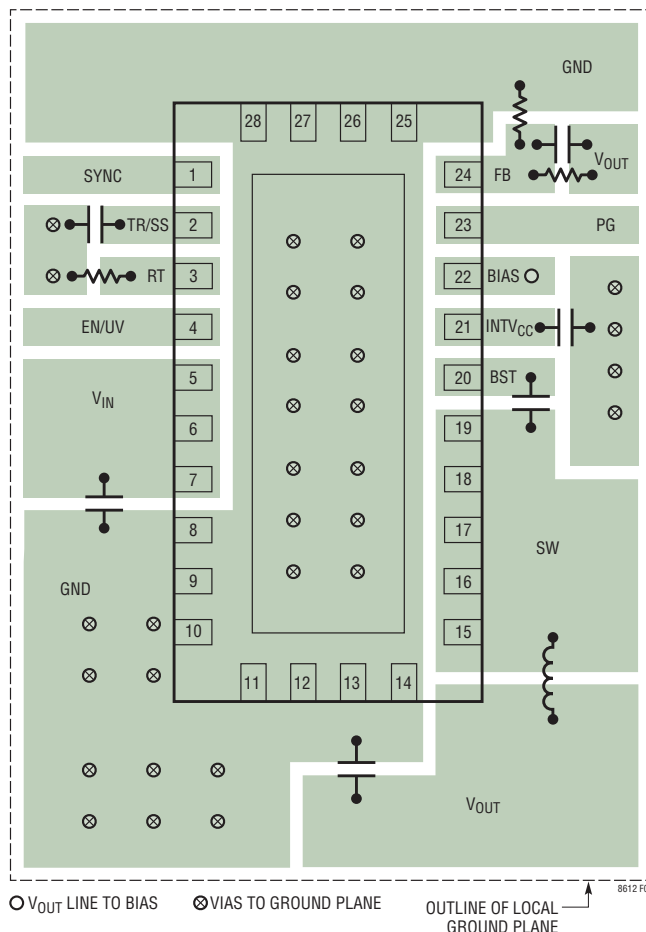 GND
28 27 26 25
SYNC 1 24 FB VOUT
TR/SS 2 23 PG
RT 3 22 BIAS
EN/UV 4 21 INTVCC
5 20 BST
VIN
6 19
7 18
8 17 SW
9 16
GND
10 15
11 12 13 14
VOUT
VOUT LINE TO BIAS VIAS TO GROUND PLANE OUTLINE OF LOCAL
GROUND PLANE